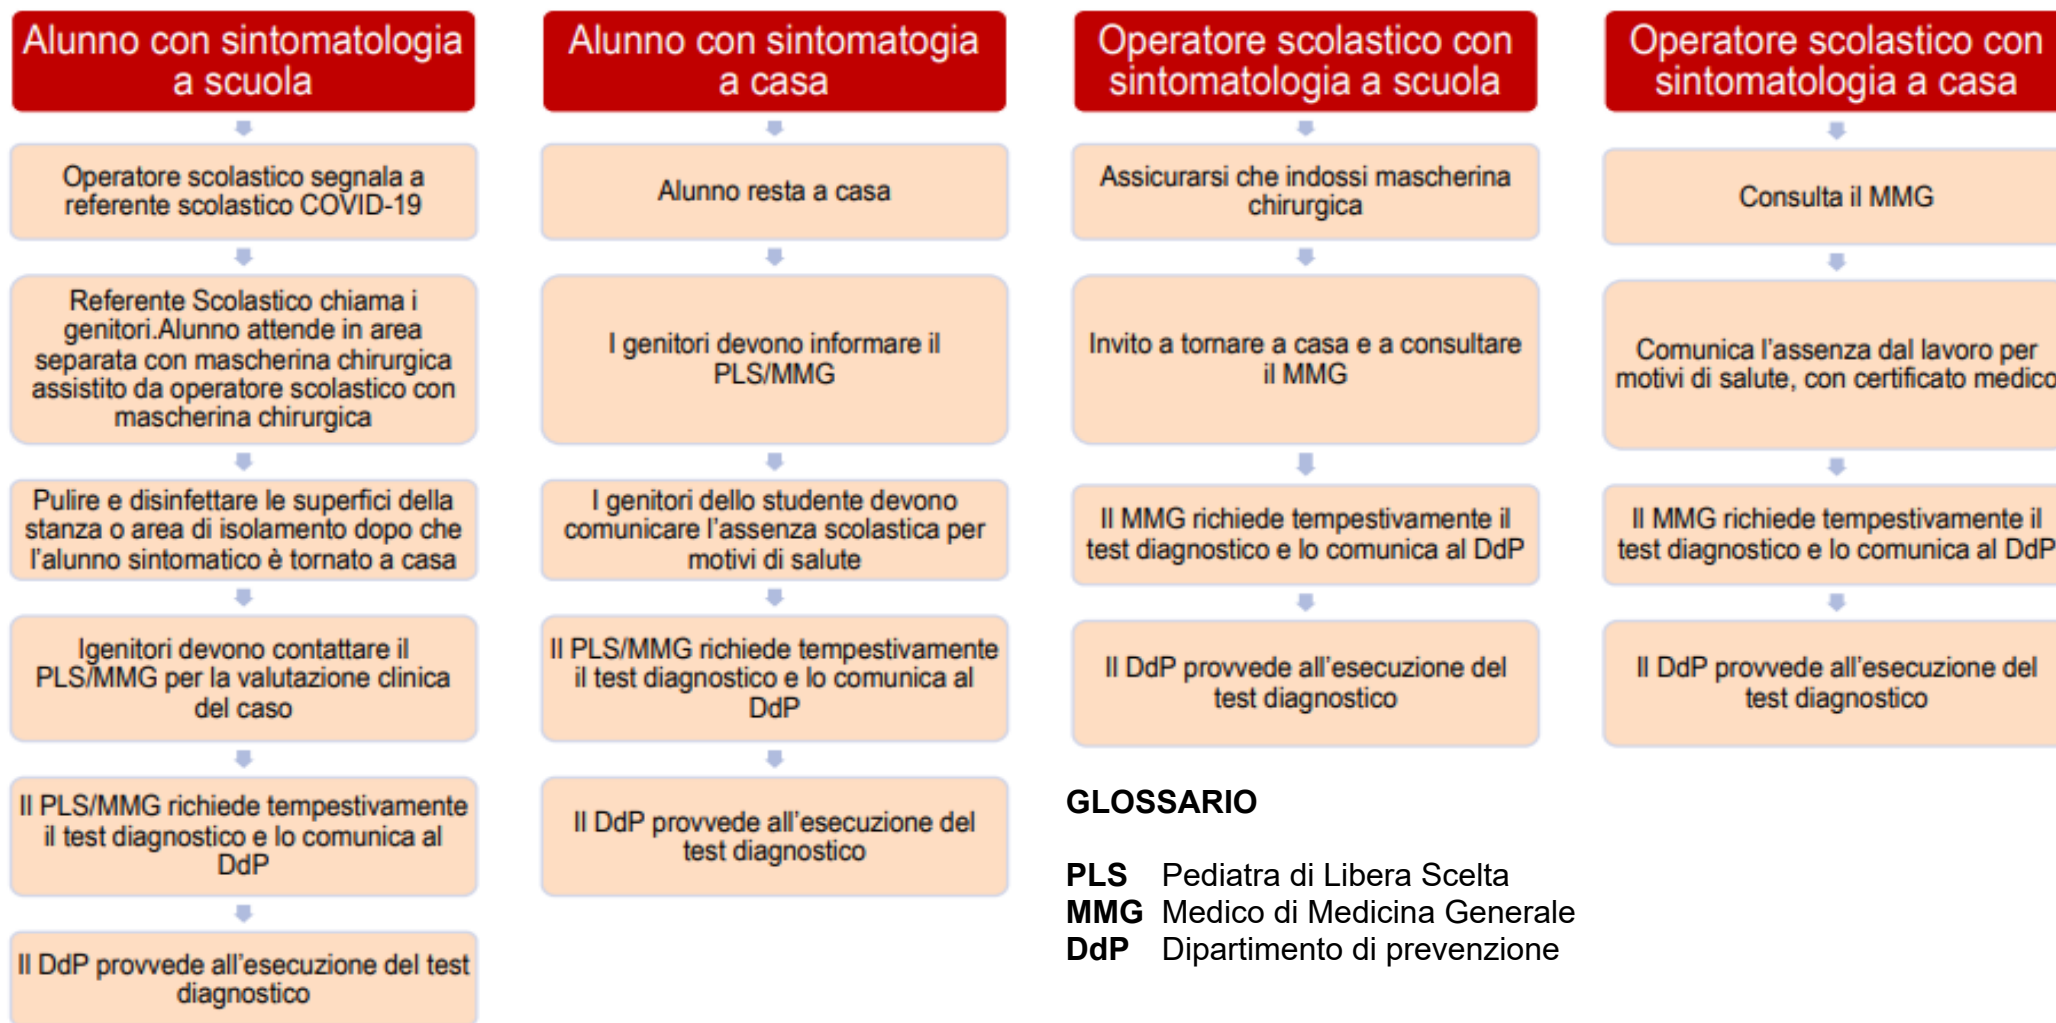 Alunno con sintomatologia
a scuola
Operatore scolastico segnala a
referente scolastico COVID-19
Referente Scolastico chiama i
genitori.Alunno attende in area
separata con mascherina chirurgica
assistito da operatore scolastico con
mascherina chirurgica
Pulire e disinfettare le superfici della
stanza o area di isolamento dopo che
l'alunno sintomatico è tornato a casa
Igenitori devono contattare il
PLS/MMG per la valutazione clinica
del caso
Il PLS/MMG richiede tempestivamente
il test diagnostico e lo comunica al
DdP
Il DdP provvede all'esecuzione del test
diagnostico
Alunno con sintomatogia
a casa
Alunno resta a casa
I genitori devono informare il
PLS/MMG
I genitori dello studente devono
comunicare l'assenza scolastica per
motivi di salute
Il PLS/MMG richiede tempestivamente
il test diagnostico e lo comunica al
DdP
Il DdP provvede all'esecuzione del
test diagnostico
Operatore scolastico con
sintomatologia a scuola
Assicurarsi che indossi mascherina
chirurgica
Invito a tornare a casa e a consultare
il MMG
Il MMG richiede tempestivamente il
test diagnostico e lo comunica al DdP
Il DdP provvede all'esecuzione del
test diagnostico
Operatore scolastico con
sintomatologia a casa
Consulta il MMG
Comunica l'assenza dal lavoro per
motivi di salute, con certificato medico
Il MMG richiede tempestivamente il
test diagnostico e lo comunica al DdP
Il DdP provvede all'esecuzione del
test diagnostico
GLOSSARIO
PLS Pediatra di Libera Scelta
MMG Medico di Medicina Generale
DdP Dipartimento di prevenzione